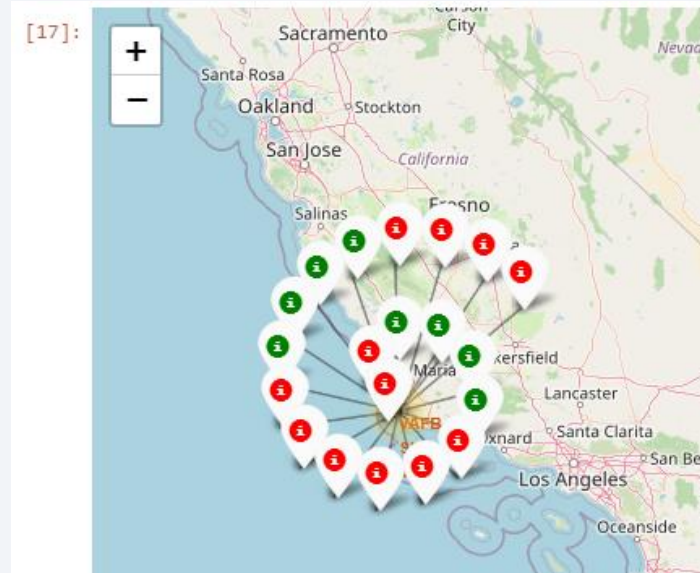 [17]:
+
−
Carson
City
Sacramento
Nevad
Santa Rosa
Oakland
Stockton
San Jose
California
Salinas
Fresno
a
kersfield
Maria
Lancaster
VAFB
Oxnard
Santa Clarita
San Be
Los Angeles
Oceanside